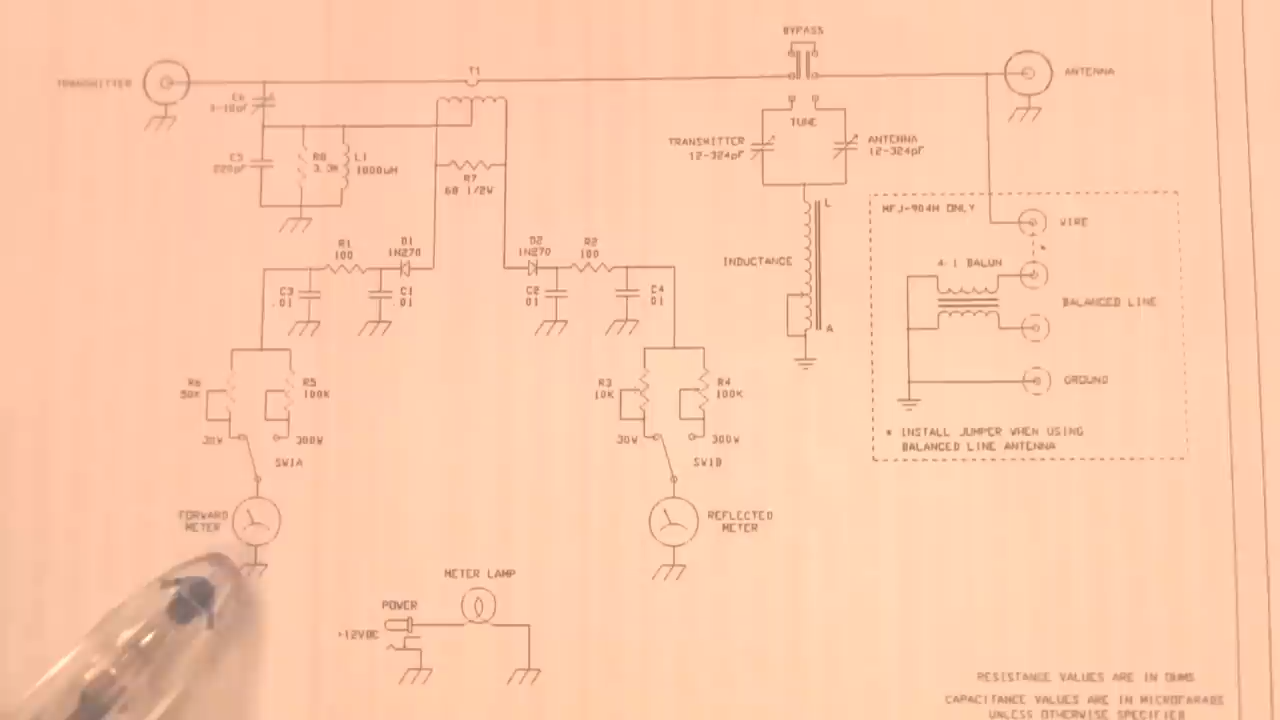 BYPASS
TRANSMITTER
T1
ANTENNA
C6
3-10pF
TUNE
TRANSMITTER
12-324pF
ANTENNA
12-324pF
C5
220pF
R8
3.3K
L1
1000uH
R7
68 1/2W
MFJ-904H ONLY
L
WIRE
*
R1
100
D1
1N270
D2
1N270
R2
100
INDUCTANCE
4:1 BALUN
C3
.01
C1
.01
C2
.01
C4
.01
BALANCED LINE
A
R6
50K
R5
100K
R3
10K
R4
100K
GROUND
30W
300W
30W
300W
* INSTALL JUMPER WHEN USING
BALANCED LINE ANTENNA
SW1A
SW1B
FORWARD
METER
REFLECTED
METER
METER LAMP
POWER
+12VDC
RESISTANCE VALUES ARE IN OHMS
CAPACITANCE VALUES ARE IN MICROFARADS
UNLESS OTHERWISE SPECIFIED